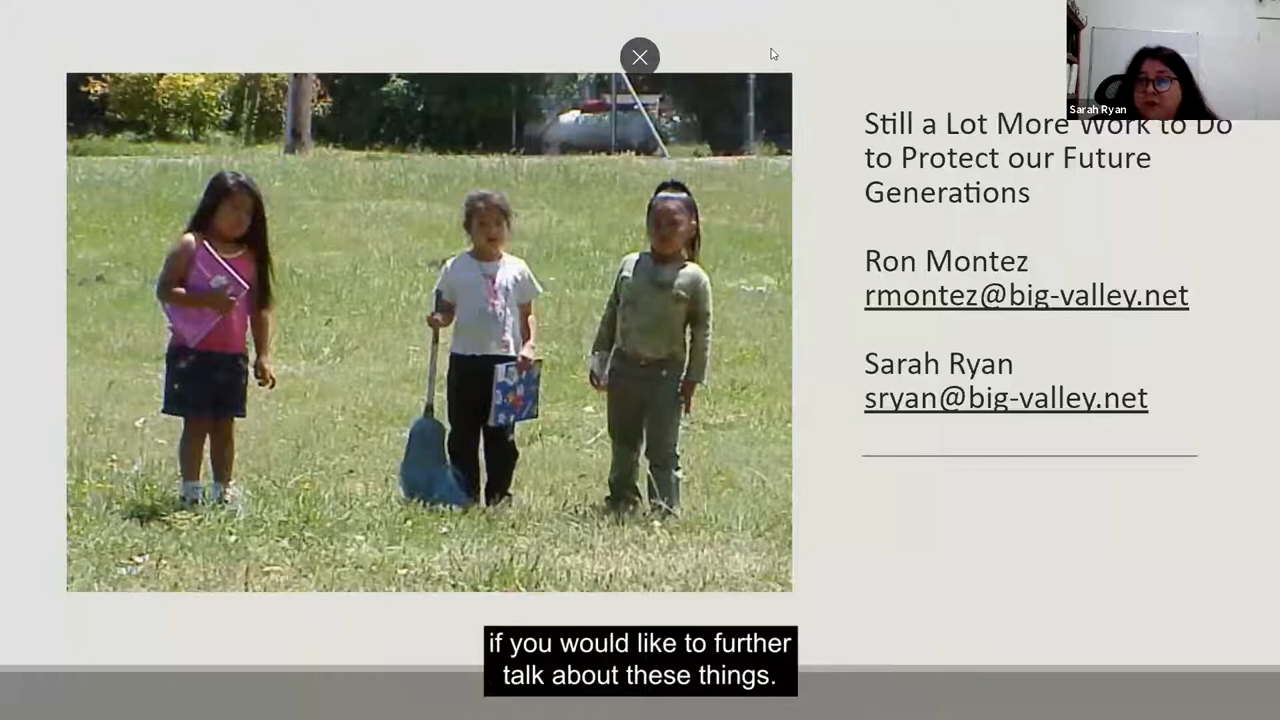 Sarah Ryan
Still a Lot More Work to Do
to Protect our Future
Generations
Ron Montez
rmontez@big-valley.net
Sarah Ryan
sryan@big-valley.net
if you would like to further
talk about these things.